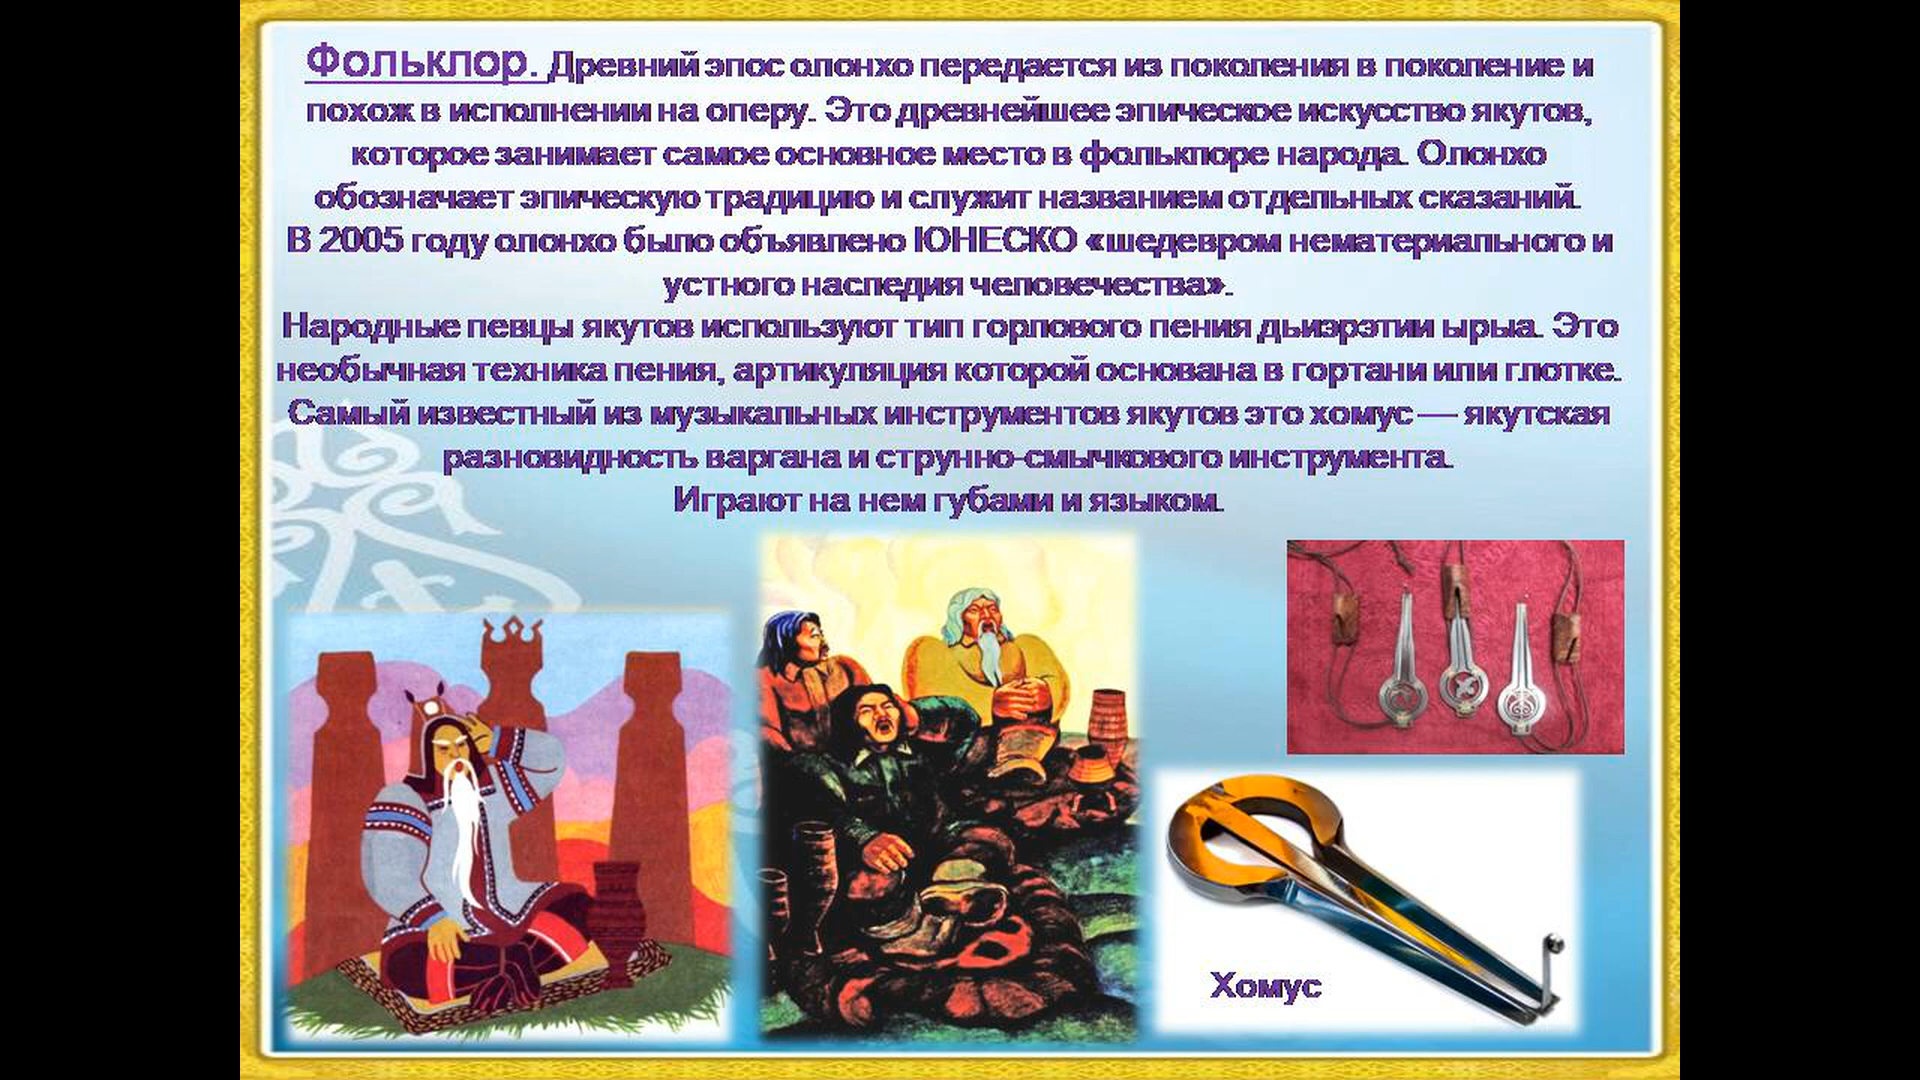 Фольклор. Древний эпос олонхо передается из поколения в поколение и
похож в исполнении на оперу. Это древнейшее эпическое искусство якутов,
которое занимает самое основное место в фольклоре народа. Олонхо
обозначает эпическую традицию и служит названием отдельных сказаний.
В 2005 году олонхо было объявлено ЮНЕСКО «шедевром нематериального и
устного наследия человечества».
Народные певцы якутов используют тип горлового пения дьиэрэтии ырыа. Это
необычная техника пения, артикуляция которой основана в гортани или глотке.
Самый известный из музыкальных инструментов якутов это хомус — якутская
разновидность варгана и струнно-смычкового инструмента.
Играют на нем губами и языком.
Хомус